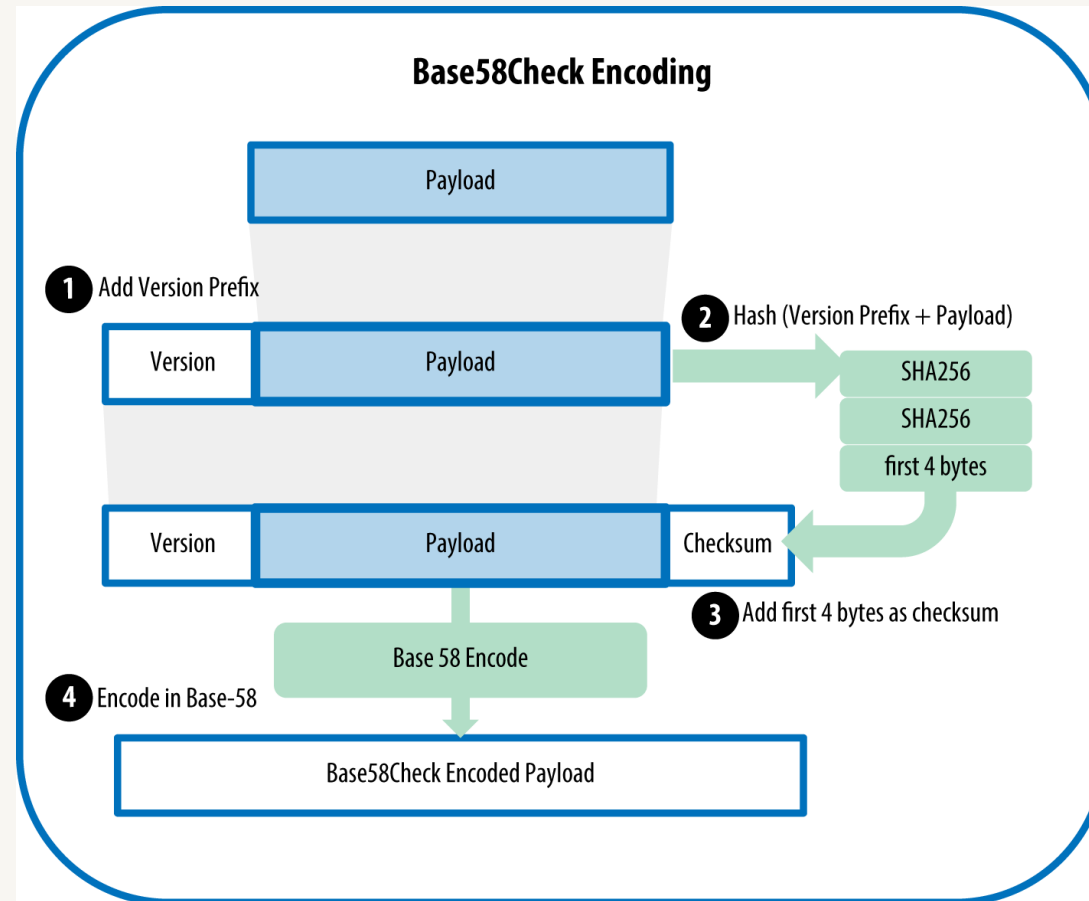 Base58Check Encoding
Payload
1 Add Version Prefix
2 Hash (Version Prefix + Payload)
Version
Payload
SHA256
SHA256
first 4 bytes
Version
Payload
Checksum
3 Add first 4 bytes as checksum
Base 58 Encode
4 Encode in Base-58
Base58Check Encoded Payload